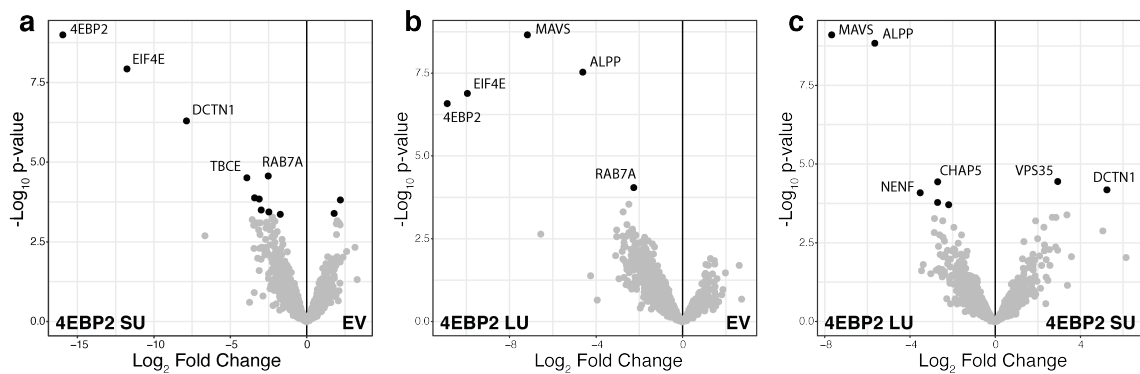 a
4EBP2
EIF4E
DCTN1
TBCE
RAB7A
7.5
5.0
2.5
0.0
-Log10 p-value
4EBP2 SU
EV
−15
−10
−5
0
Log2 Fold Change
b
MAVS
ALPP
EIF4E
4EBP2
RAB7A
7.5
5.0
2.5
0.0
-Log10 p-value
4EBP2 LU
EV
−8
−4
0
Log2 Fold Change
c
MAVS
ALPP
CHAP5
NENF
VPS35
DCTN1
7.5
5.0
2.5
0.0
-Log10 p-value
4EBP2 LU
4EBP2 SU
−8
−4
0
4
Log2 Fold Change